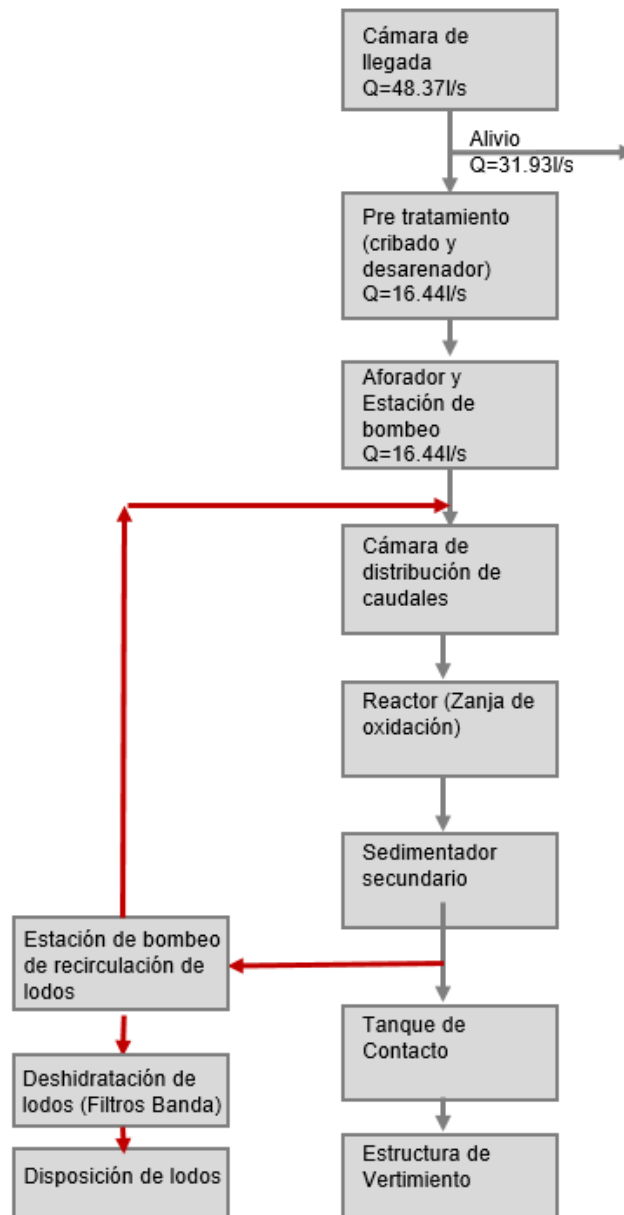 Cámara de
llegada
Q=48.37l/s
Alivio
Q=31.93l/s
Pre tratamiento
(cribado y
desarenador)
Q=16.44l/s
Aforador y
Estación de
bombeo
Q=16.44l/s
Cámara de
distribución de
caudales
Reactor (Zanja de
oxidación)
Sedimentador
secundario
Estación de bombeo
de recirculación de
lodos
Tanque de
Contacto
Deshidratación de
lodos (Filtros Banda)
Disposición de lodos
Estructura de
Vertimiento